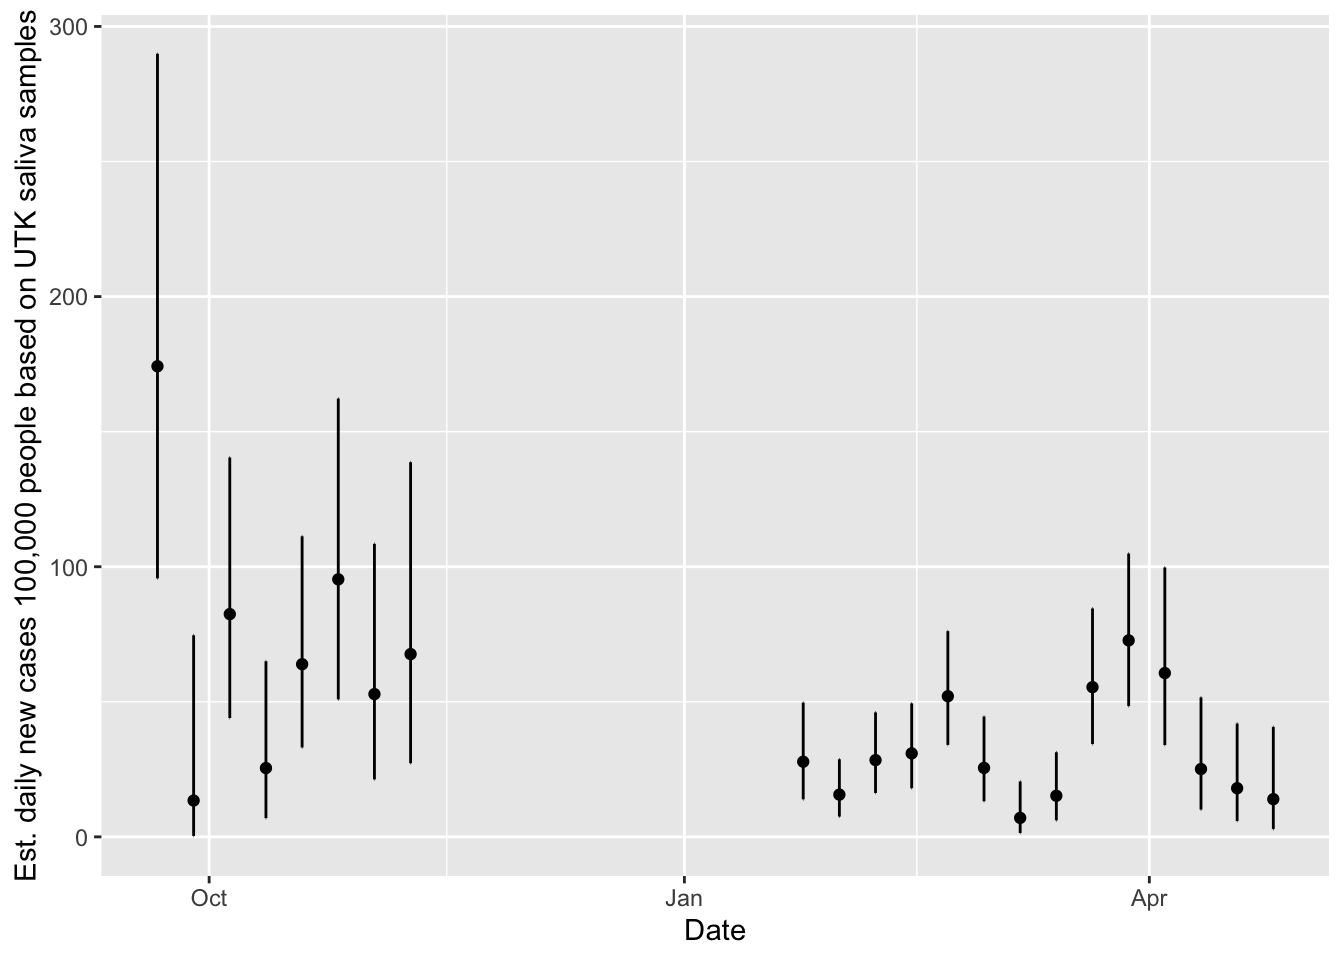 Est. daily new cases 100,000 people based on UTK saliva samples
300
200
100
0
Oct
Jan
Apr
Date